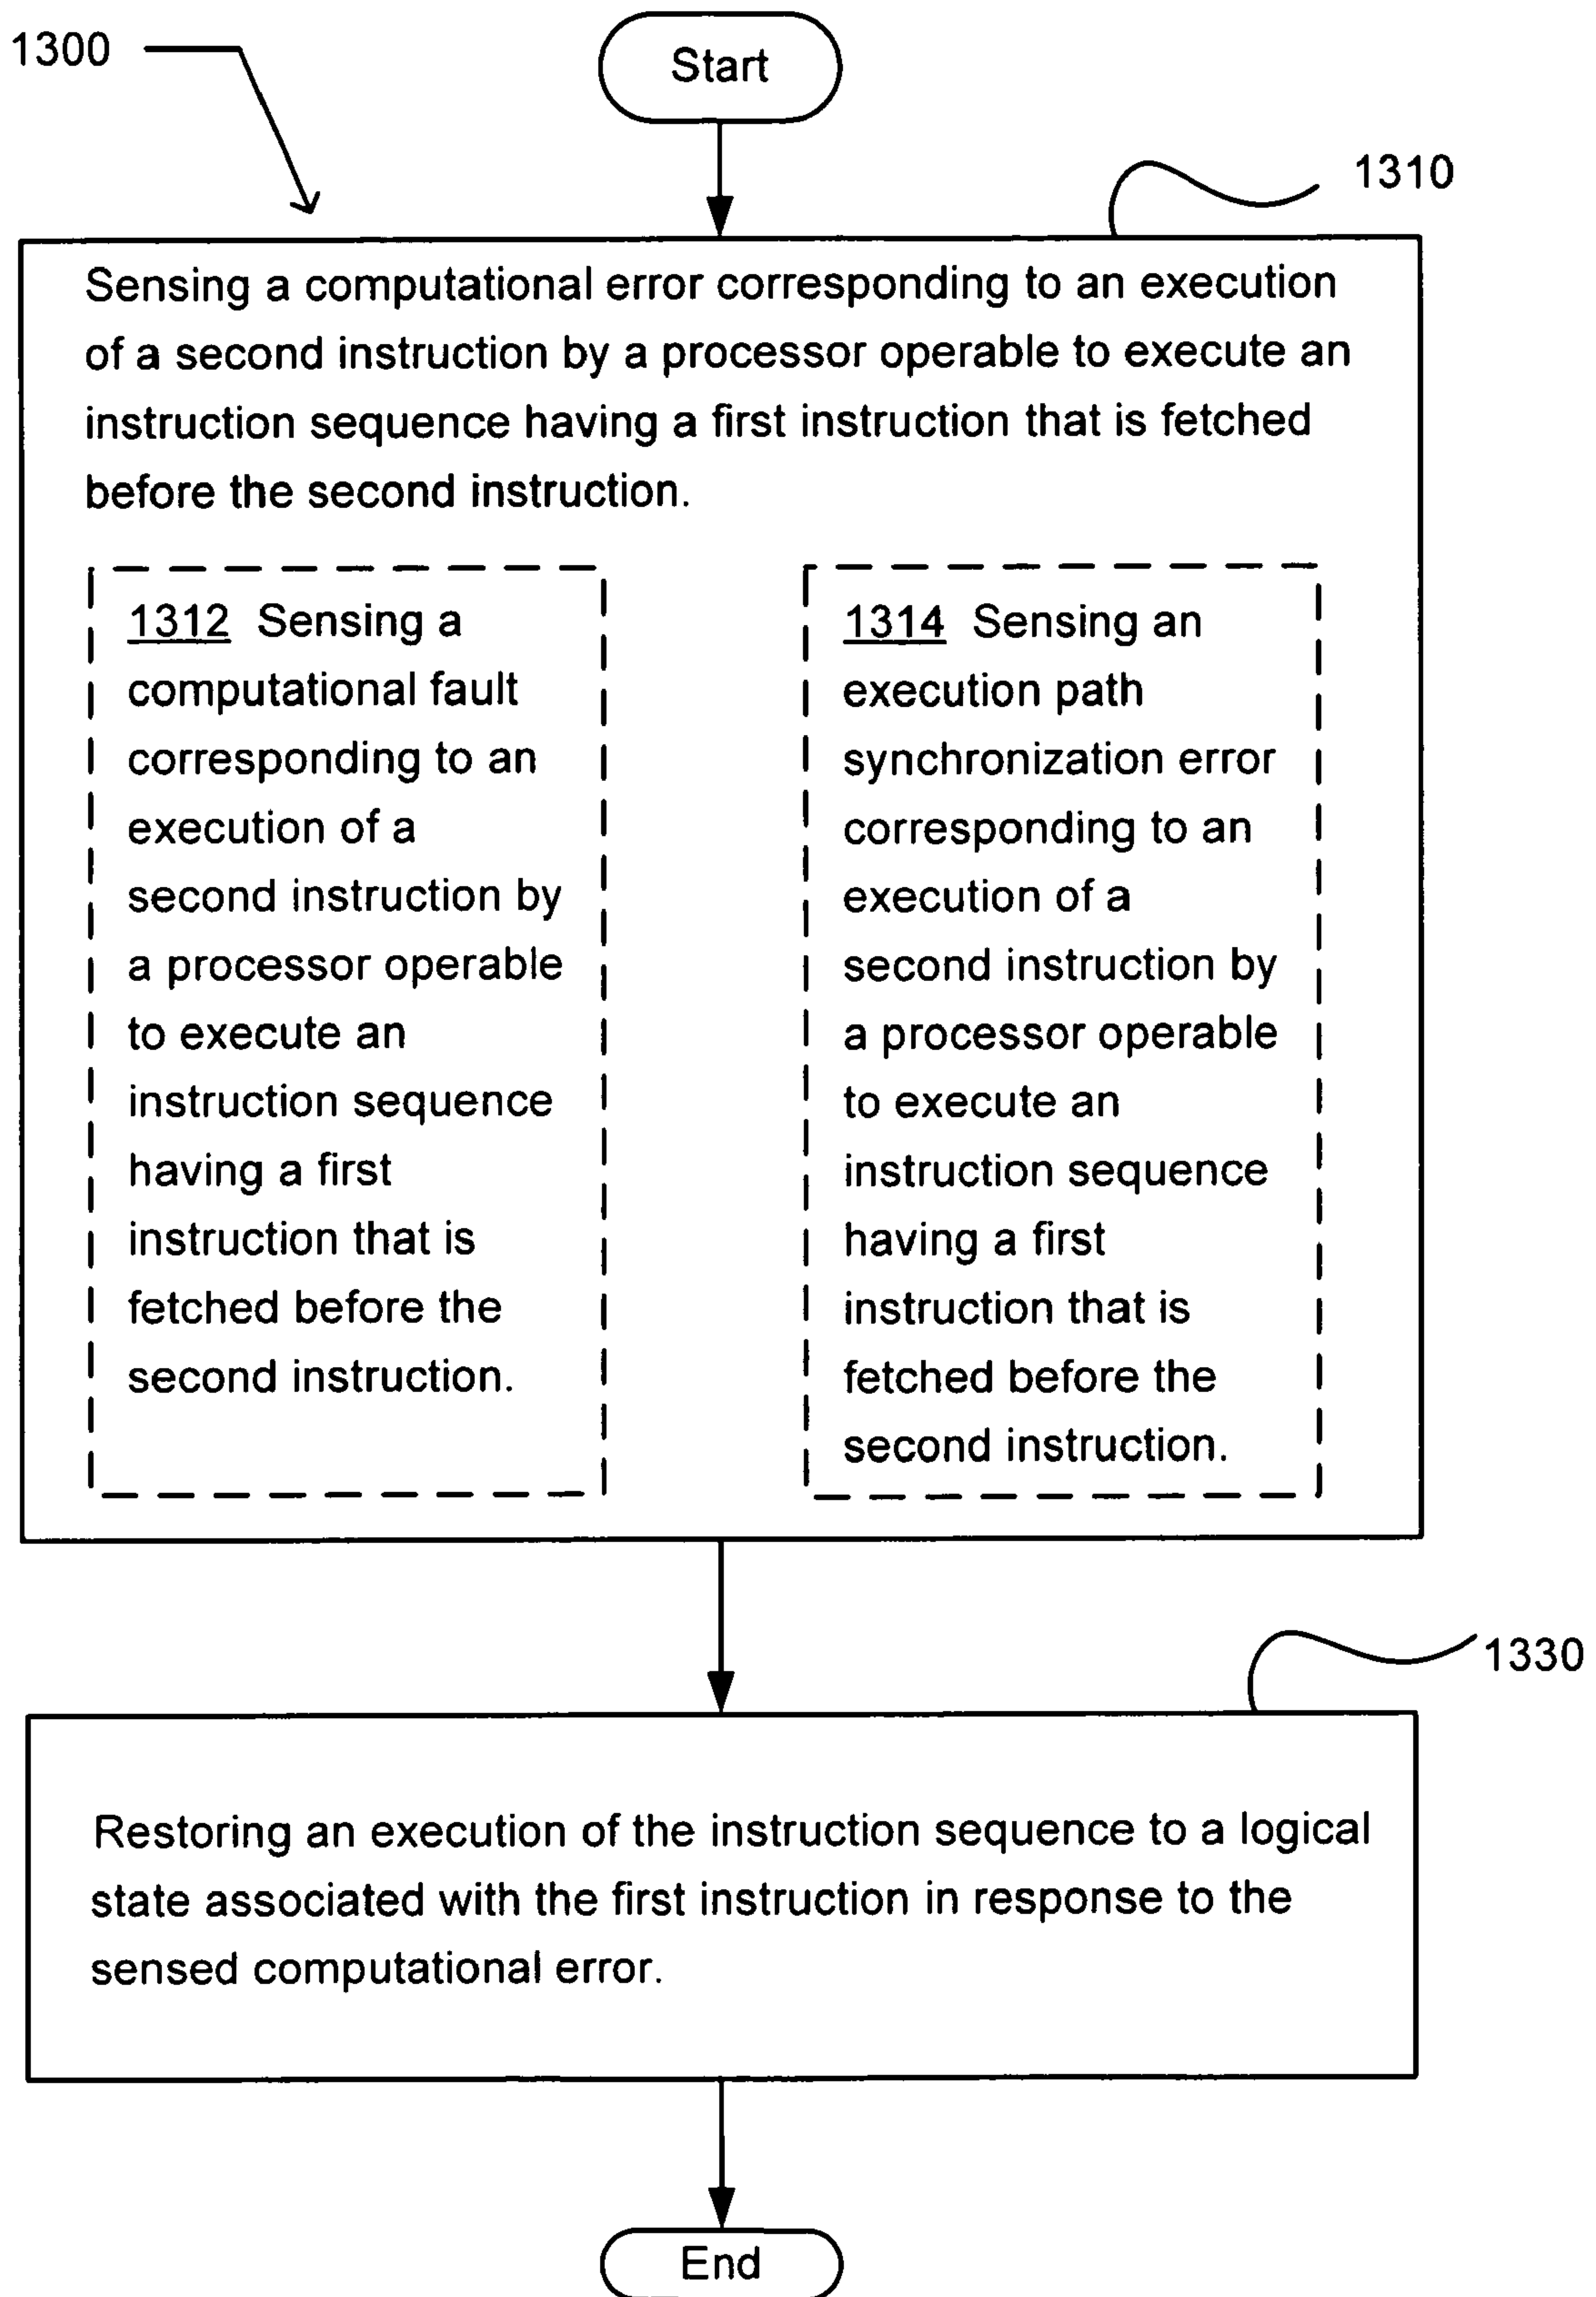 1300
Start
1310
Sensing a computational error corresponding to an execution
of a second instruction by a processor operable to execute an
instruction sequence having a first instruction that is fetched
before the second instruction.
1312 Sensing a
computational fault
corresponding to an
execution of a
second instruction by
a processor operable
to execute an
instruction sequence
having a first
instruction that is
fetched before the
second instruction.
1314 Sensing an
execution path
synchronization error
corresponding to an
execution of a
second instruction by
a processor operable
to execute an
instruction sequence
having a first
instruction that is
fetched before the
second instruction.
1330
Restoring an execution of the instruction sequence to a logical
state associated with the first instruction in response to the
sensed computational error.
End